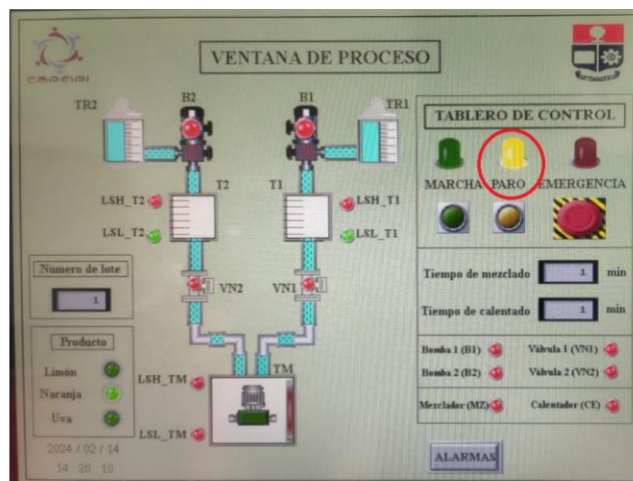 CAPEIPI
VENTANA DE PROCESO
TR2
B2
B1
TR1
TABLERO DE CONTROL
MARCHA PARO EMERGENCIA
T2
T1
LSH_T2
LSH_T1
LSL_T2
LSL_T1
VN2
VN1
Número de lote
1
Tiempo de mezclado 1 min
Tiempo de calentado 1 min
Producto
Limón
Naranja
Uva
Bomba 1 (B1) Válvula 1 (VN1)
Bomba 2 (B2) Válvula 2 (VN2)
Mezclador (MZ) Calentador (CE)
LSH_TM
TM
LSL_TM
2024 / 02 / 14
14 20 10
ALARMAS